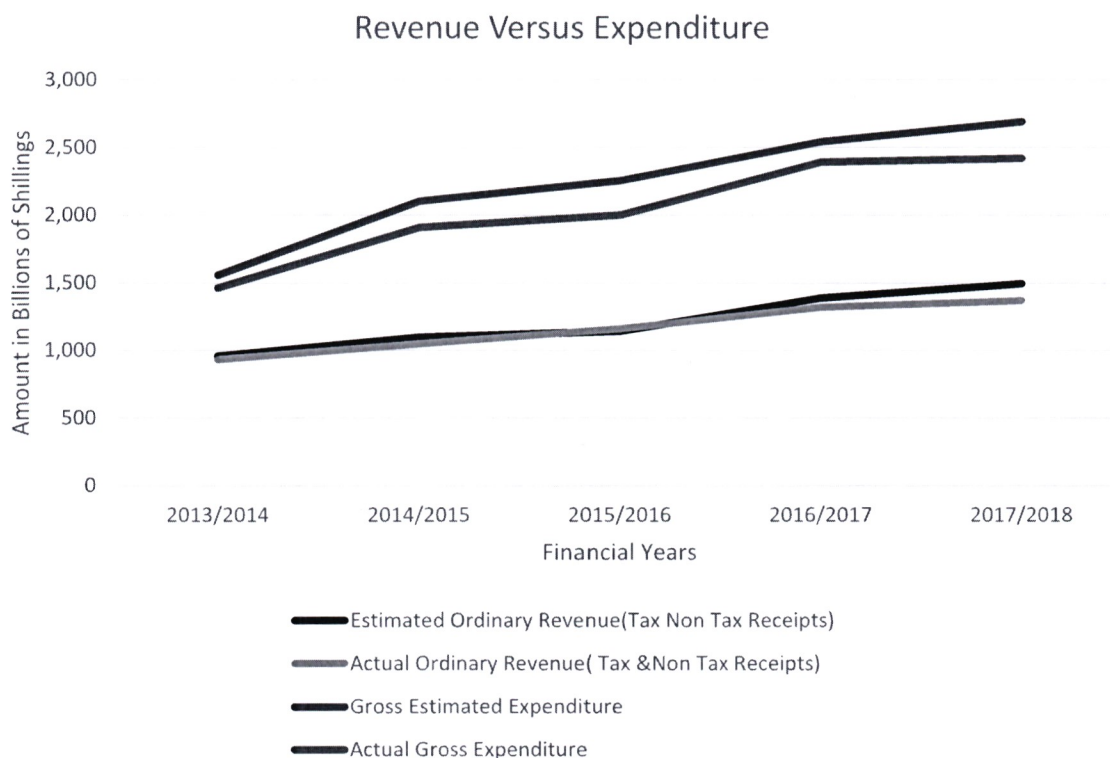 Revenue Versus Expenditure
Amount in Billions of Shillings
3,000
2,500
2,000
1,500
1,000
500
0
2013/2014
2014/2015
2015/2016
2016/2017
2017/2018
Financial Years
Estimated Ordinary Revenue(Tax Non Tax Receipts)
Actual Ordinary Revenue( Tax &Non Tax Receipts)
Gross Estimated Expenditure
Actual Gross Expenditure